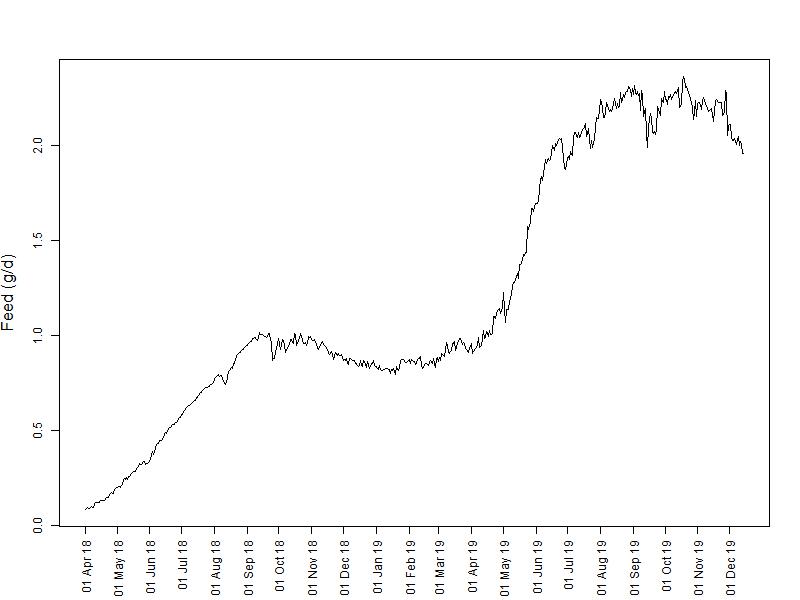 Feed (g/d)
2.0
1.5
1.0
0.5
0.0
01 Apr 18
01 May 18
01 Jun 18
01 Jul 18
01 Aug 18
01 Sep 18
01 Oct 18
01 Nov 18
01 Dec 18
01 Jan 19
01 Feb 19
01 Mar 19
01 Apr 19
01 May 19
01 Jun 19
01 Jul 19
01 Aug 19
01 Sep 19
01 Oct 19
01 Nov 19
01 Dec 19